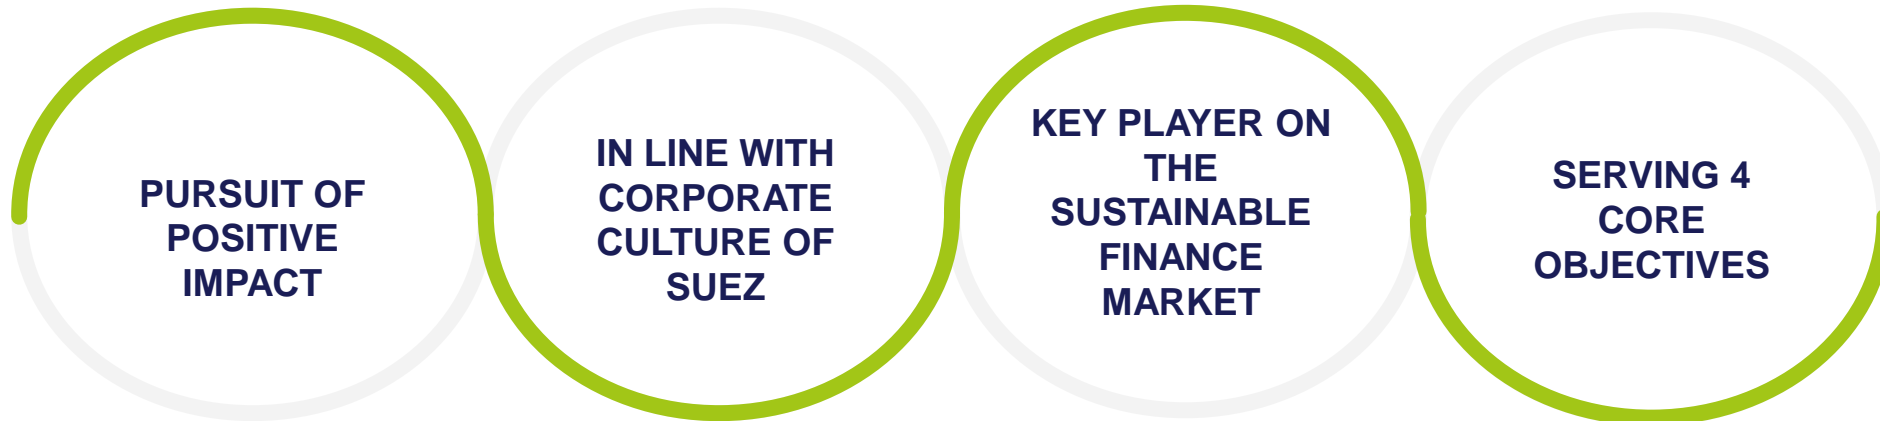 PURSUIT OF
POSITIVE
IMPACT
IN LINE WITH
CORPORATE
CULTURE OF
SUEZ
KEY PLAYER ON
THE
SUSTAINABLE
FINANCE
MARKET
SERVING 4
CORE
OBJECTIVES